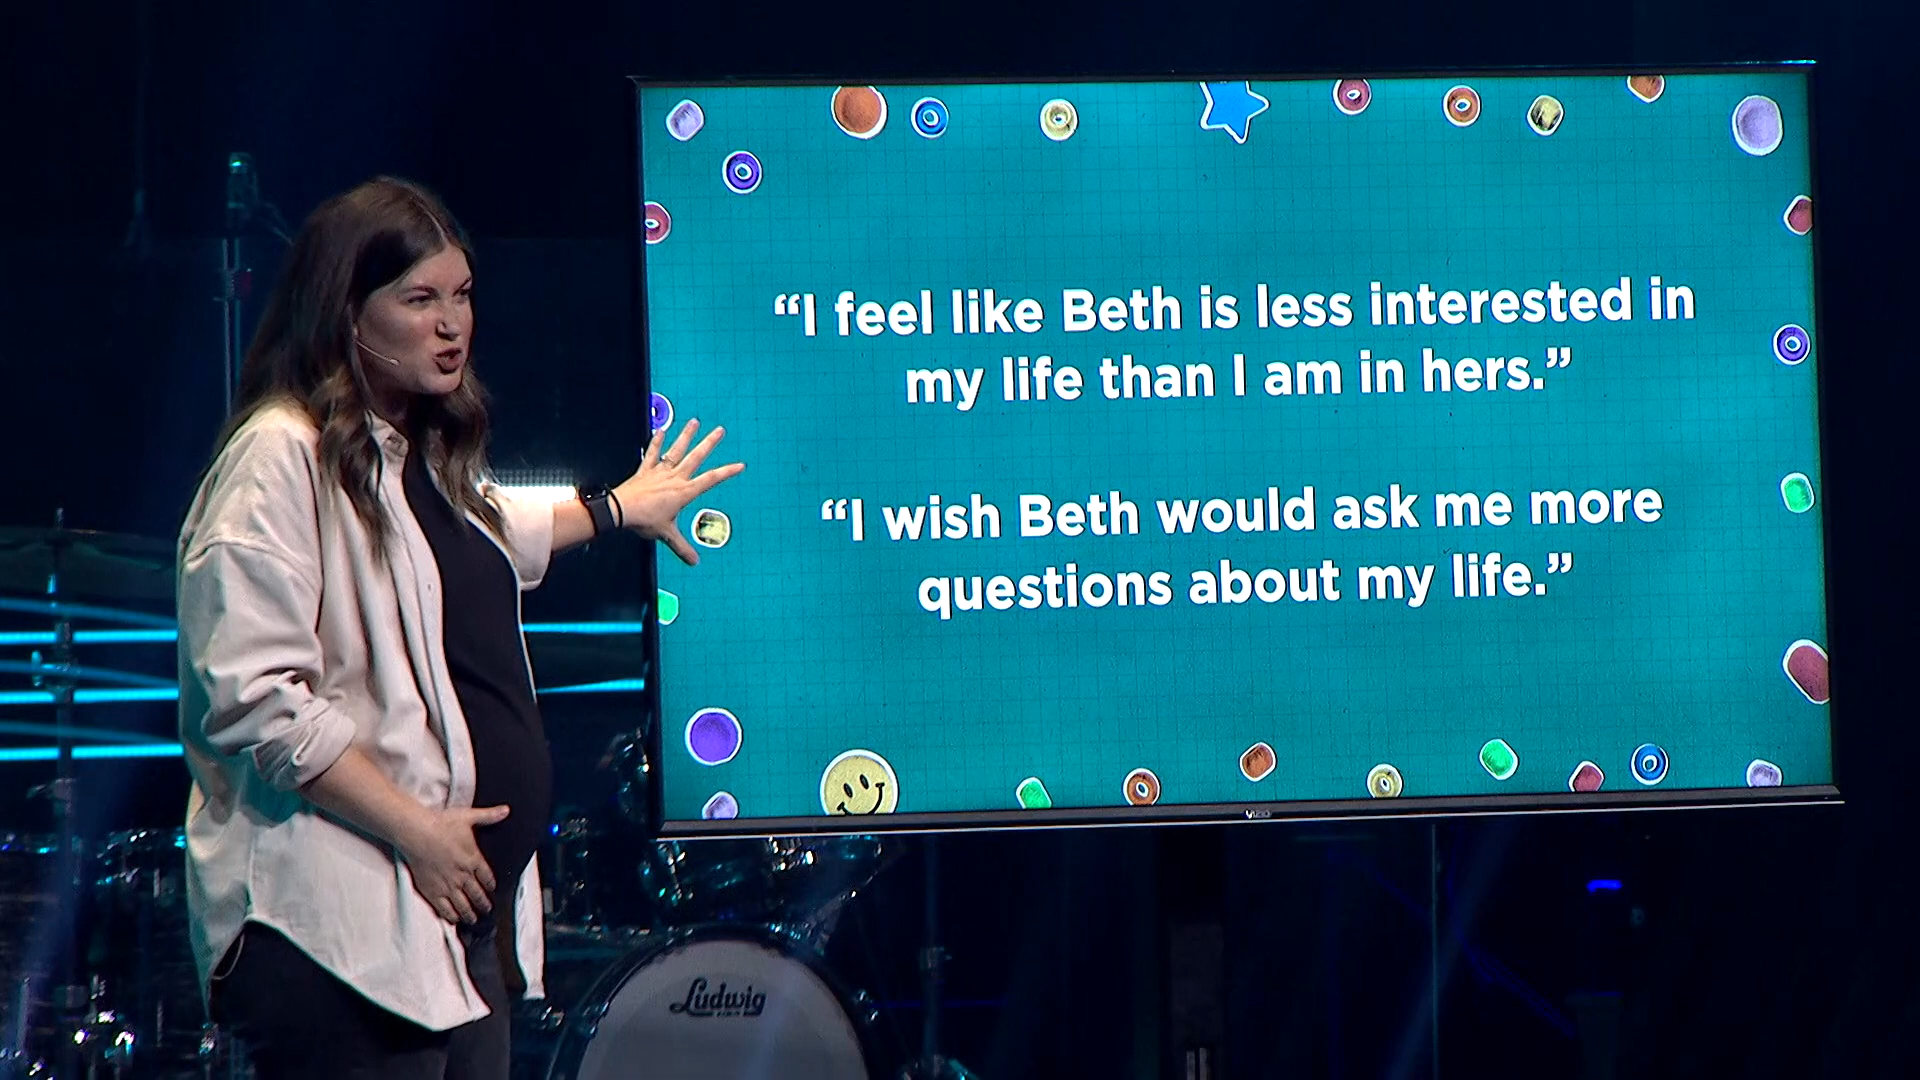 “I feel like Beth is less interested in
my life than I am in hers.”
“I wish Beth would ask me more
questions about my life.”
VIZIO
Ludwig